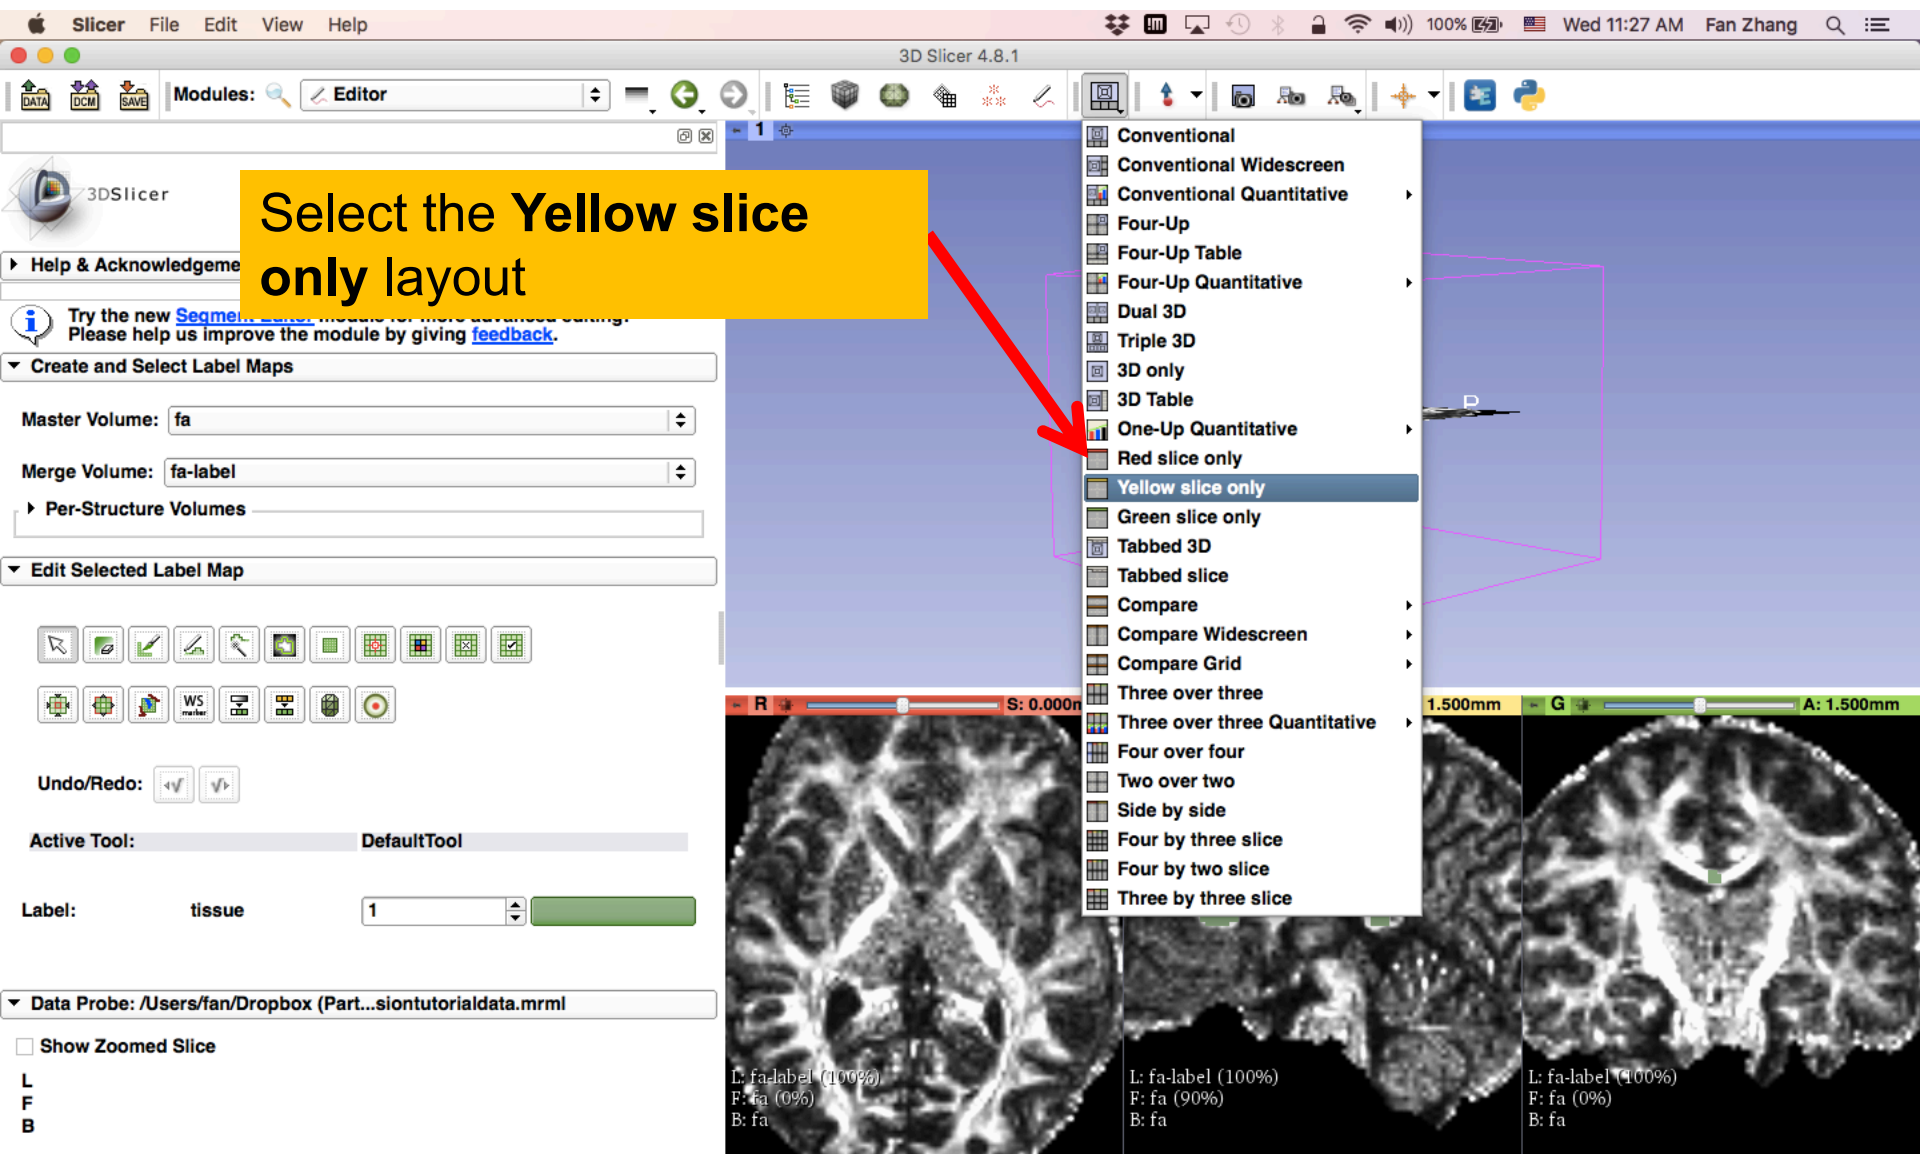 Slicer File Edit View Help
100% Wed 11:27 AM Fan Zhang
3D Slicer 4.8.1
DATA DCM SAVE Modules: Editor
1
3DSlicer
Select the Yellow slice
only layout
Help & Acknowledgeme
Try the new Segment Editor module for more advanced editing!
Please help us improve the module by giving feedback.
Create and Select Label Maps
Master Volume: fa
Merge Volume: fa-label
Per-Structure Volumes
Edit Selected Label Map
WS
marker
Undo/Redo:
Active Tool: DefaultTool
Label: tissue 1
Data Probe: /Users/fan/Dropbox (Part...siontutorialdata.mrml
Show Zoomed Slice
L
F
B
Conventional
Conventional Widescreen
Conventional Quantitative
Four-Up
Four-Up Table
Four-Up Quantitative
Dual 3D
Triple 3D
3D only
3D Table
One-Up Quantitative
Red slice only
Yellow slice only
Green slice only
Tabbed 3D
Tabbed slice
Compare
Compare Widescreen
Compare Grid
Three over three
Three over three Quantitative
Four over four
Two over two
Side by side
Four by three slice
Four by two slice
Three by three slice
R S: 0.000m
1.500mm
G A: 1.500mm
L: fa-label (100%)
F: fa (0%)
B: fa
L: fa-label (100%)
F: fa (90%)
B: fa
L: fa-label (100%)
F: fa (0%)
B: fa